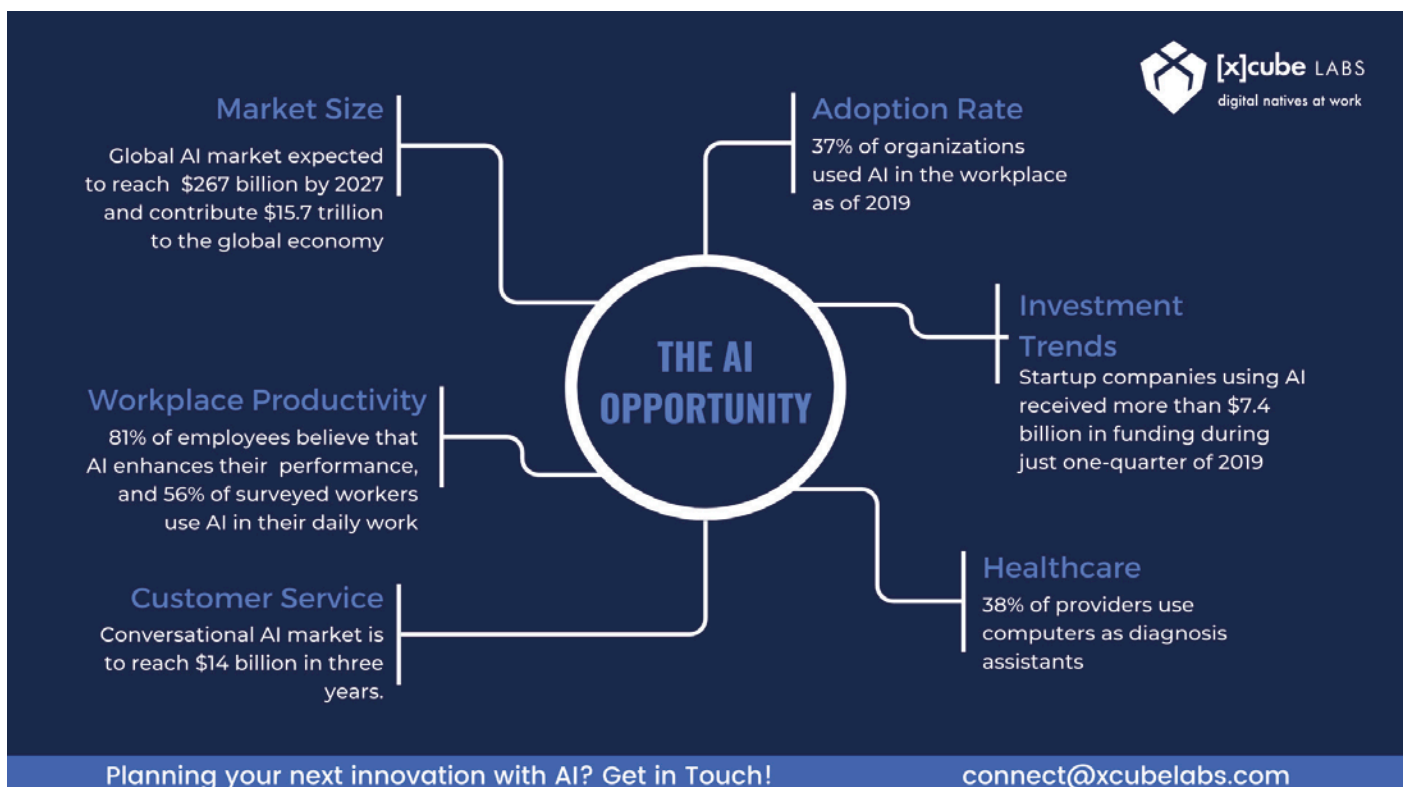 [x]cube LABS
digital natives at work
Market Size
Global AI market expected
to reach $267 billion by 2027
and contribute $15.7 trillion
to the global economy
Adoption Rate
37% of organizations
used AI in the workplace
as of 2019
THE AI
OPPORTUNITY
Investment
Trends
Startup companies using AI
received more than $7.4
billion in funding during
just one-quarter of 2019
Workplace Productivity
81% of employees believe that
AI enhances their performance,
and 56% of surveyed workers
use AI in their daily work
Healthcare
38% of providers use
computers as diagnosis
assistants
Customer Service
Conversational AI market is
to reach $14 billion in three
years.
Planning your next innovation with AI? Get in Touch!
connect@xcubelabs.com